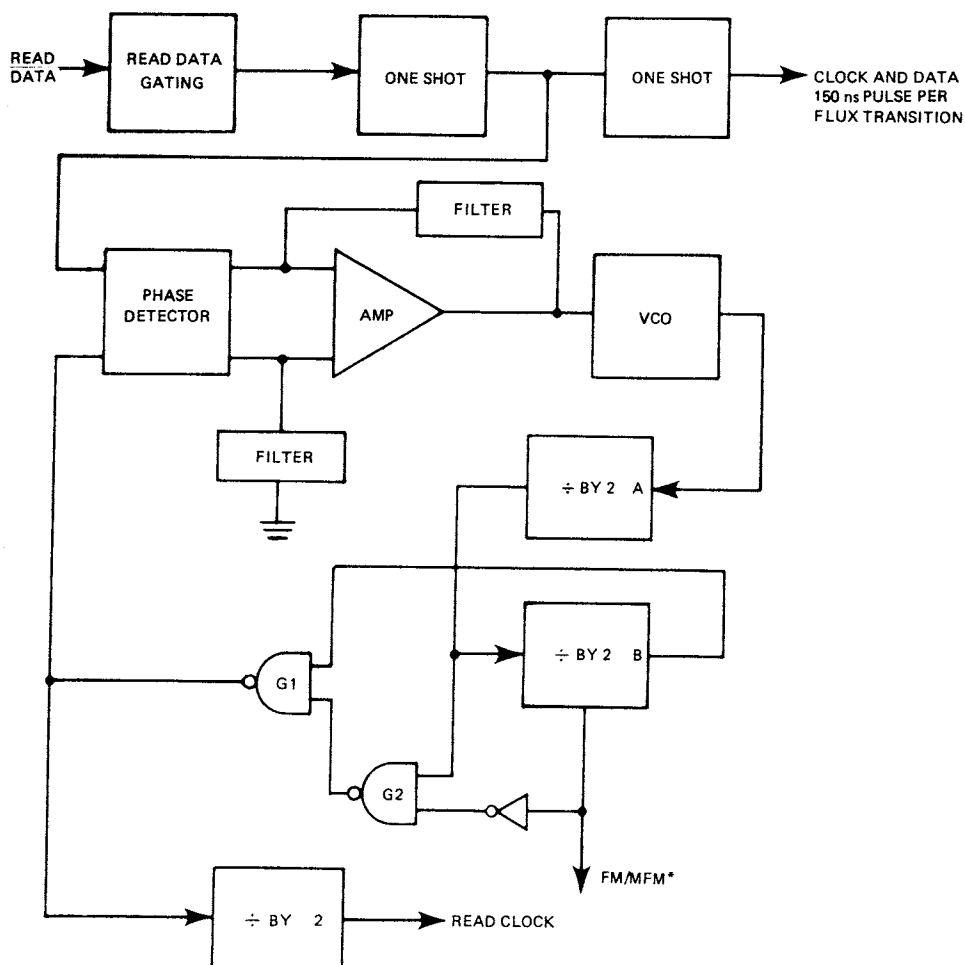 READ
DATA
READ DATA
GATING
ONE SHOT
ONE SHOT
CLOCK AND DATA
150 ns PULSE PER
FLUX TRANSITION
FILTER
PHASE
DETECTOR
AMP
VCO
FILTER
÷ BY 2 A
÷ BY 2 B
G1
G2
FM/MFM*
÷ BY 2
READ CLOCK